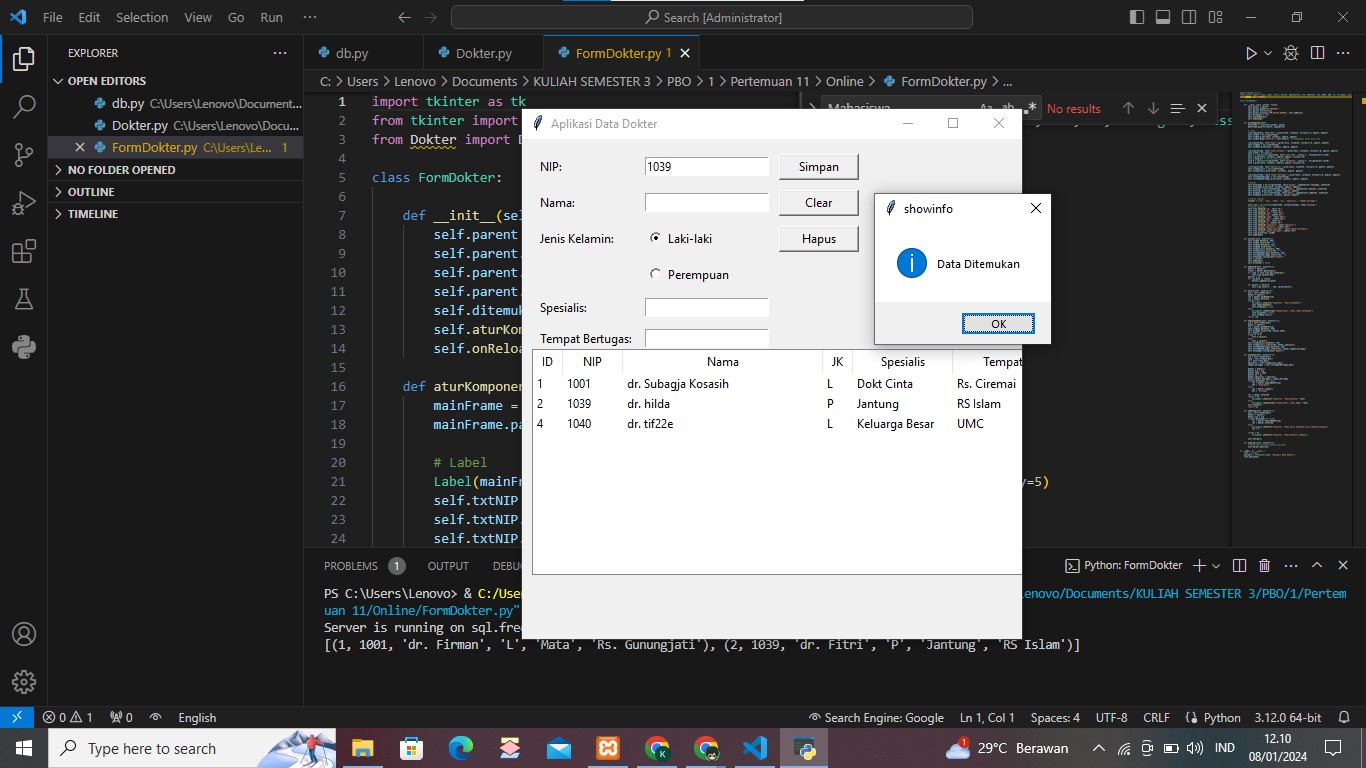 File Edit Selection View Go Run ··· Search [Administrator]
EXPLORER
OPEN EDITORS
db.py C:\Users\Lenovo\Document...
Dokter.py C:\Users\Lenovo\Docu...
FormDokter.py C:\Users\Le... 1
NO FOLDER OPENED
OUTLINE
TIMELINE
db.py Dokter.py FormDokter.py 1
C: > Users > Lenovo > Documents > KULIAH SEMESTER 3 > PBO > 1 > Pertemuan 11 > Online > FormDokter.py > ...
No results
1 import tkinter as tk
2 from tkinter import
3 from Dokter import
4
5 class FormDokter:
6
7 def __init__(se
8 self.parent
9 self.parent.
10 self.parent.
11 self.parent.
12 self.ditemuk
13 self.aturKom
14 self.onReloa
15
16 def aturKomponen
17 mainFrame =
18 mainFrame.pa
19
20 # Label
21 Label(mainFr y=5)
22 self.txtNIP
23 self.txtNIP.
24 self.txtNIP.
Aplikasi Data Dokter
NIP: 1039 Simpan
Nama: Clear
Jenis Kelamin: Laki-laki Hapus
Perempuan
Spesialis:
Tempat Bertugas:
ID NIP Nama JK Spesialis Tempat
1 1001 dr. Subagja Kosasih L Dokt Cinta Rs. Ciremai
2 1039 dr. hilda P Jantung RS Islam
4 1040 dr. tif22e L Keluarga Besar UMC
showinfo
Data Ditemukan
OK
PROBLEMS 1 OUTPUT DEBU Python: FormDokter
PS C:\Users\Lenovo> & C:/User enovo/Documents/KULIAH SEMESTER 3/PBO/1/Pertem
uan 11/Online/FormDokter.py"
Server is running on sql.free
[(1, 1001, 'dr. Firman', 'L', 'Mata', 'Rs. Gunungjati'), (2, 1039, 'dr. Fitri', 'P', 'Jantung', 'RS Islam')]
0 1 0 English Search Engine: Google Ln 1, Col 1 Spaces: 4 UTF-8 CRLF Python 3.12.0 64-bit
Type here to search 1 29°C Berawan IND 12.10
08/01/2024